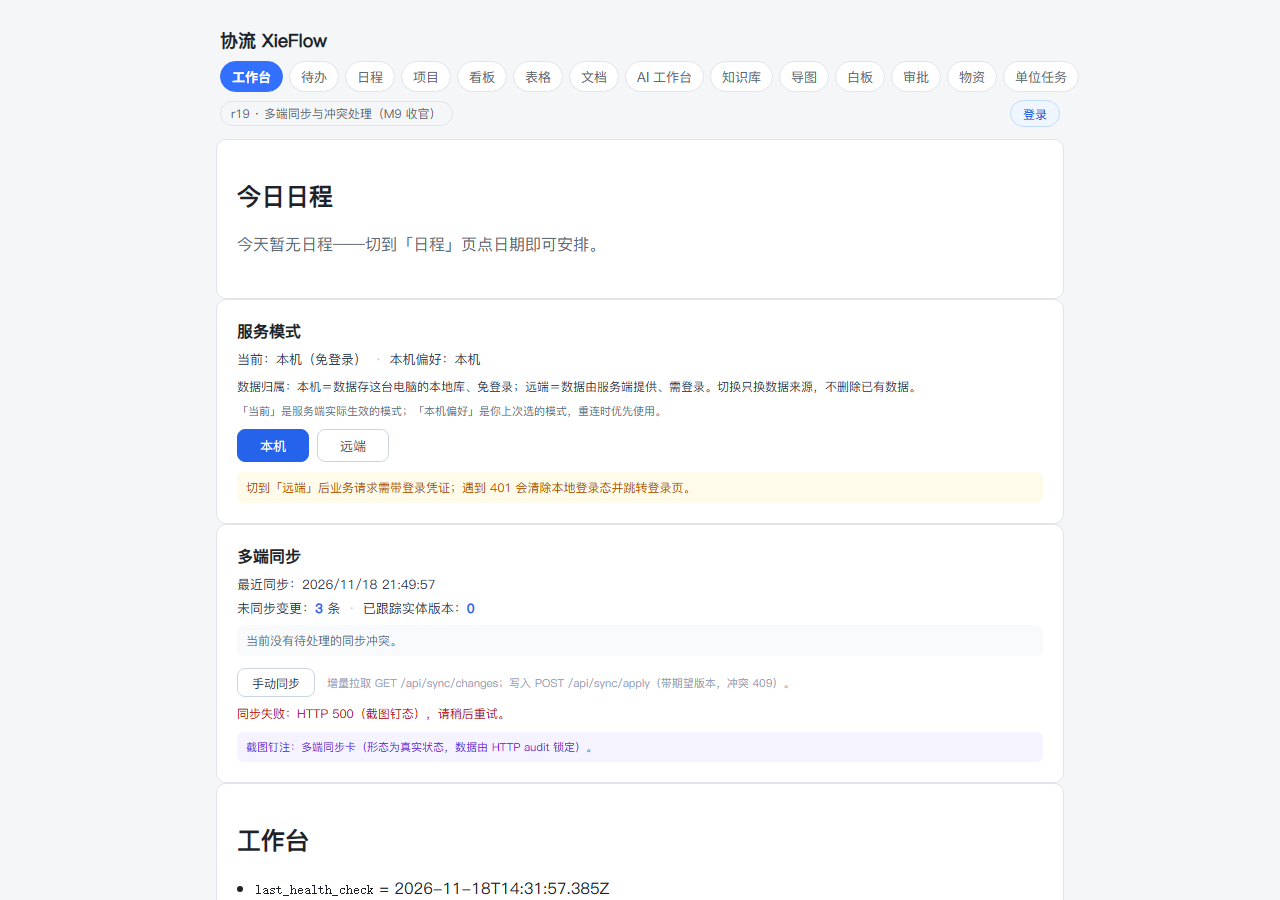 协流 XieFlow
工作台 待办 日程 项目 看板 表格 文档 AI 工作台 知识库 导图 白板 审批 物资 单位任务
r19 · 多端同步与冲突处理（M9 收官） 登录
今日日程
今天暂无日程——切到「日程」页点日期即可安排。
服务模式
当前：本机（免登录） · 本机偏好：本机
数据归属：本机＝数据存这台电脑的本地库、免登录；远端＝数据由服务端提供、需登录。切换只换数据来源，不删除已有数据。
「当前」是服务端实际生效的模式；「本机偏好」是你上次选的模式，重连时优先使用。
本机 远端
切到「远端」后业务请求需带登录凭证；遇到 401 会清除本地登录态并跳转登录页。
多端同步
最近同步：2026/11/18 21:49:57
未同步变更：3 条 · 已跟踪实体版本：0
当前没有待处理的同步冲突。
手动同步 增量拉取 GET /api/sync/changes；写入 POST /api/sync/apply（带期望版本，冲突 409）。
同步失败：HTTP 500（截图钉态），请稍后重试。
截图钉注：多端同步卡（形态为真实状态，数据由 HTTP audit 锁定）。
工作台
• last_health_check = 2026-11-18T14:31:57.385Z